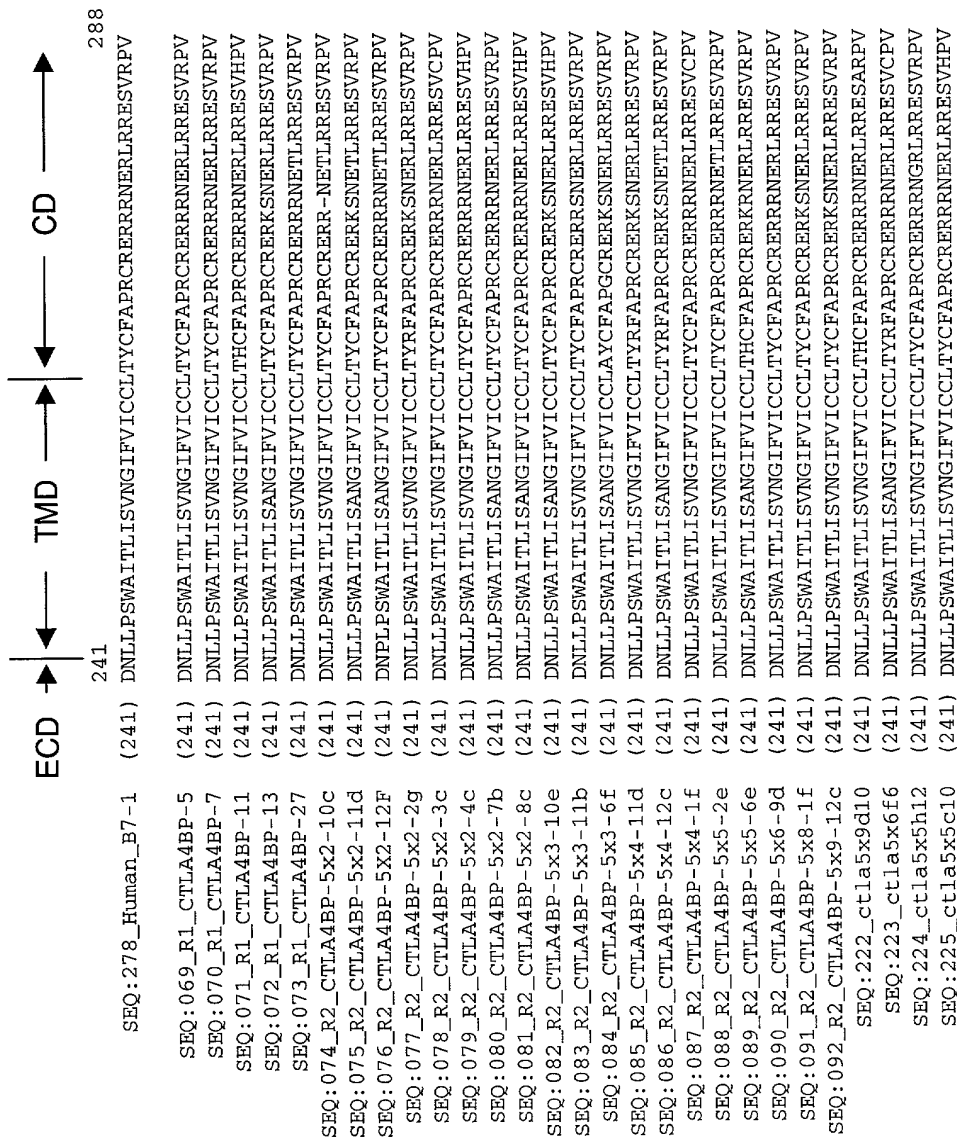 ECD TMD CD
241 288
SEQ:278_Human_B7-1 (241) DNLLPSWAITLISVNGIFVICCLTYCFAPRCRERRRNERLRRESVRPV
SEQ:069_R1_CTLA4BP-5 (241) DNLLPSWAITLISVNGIFVICCLTYCFAPRCRERRRNERLRRESVRPV
SEQ:070_R1_CTLA4BP-7 (241) DNLLPSWAITLISVNGIFVICCLTYCFAPRCRERRRNERLRRESVRPV
SEQ:071_R1_CTLA4BP-11 (241) DNLLPSWAITLISVNGIFVICCLTHCFAPRCRERRRNERLRRESVHPV
SEQ:072_R1_CTLA4BP-13 (241) DNLLPSWAITLISANGIFVICCLTYCFAPRCRERKSNERLRRESVRPV
SEQ:073_R1_CTLA4BP-27 (241) DNLLPSWAITLISVNGIFVICCLTYCFAPRCRERRRNETLRRESVRPV
SEQ:074_R2_CTLA4BP-5x2-10c (241) DNLLPSWAITLISVNGIFVICCLTYCFAPRCRERR-NETLRRESVRPV
SEQ:075_R2_CTLA4BP-5x2-11d (241) DNLLPSWAITLISANGIFVICCLTYCFAPRCRERKSNETLRRESVRPV
SEQ:076_R2_CTLA4BP-5X2-12F (241) DNPLPSWAITLISANGIFVICCLTYCFAPRCRERRRNETLRRESVRPV
SEQ:077_R2_CTLA4BP-5x2-2g (241) DNLLPSWAITLISVNGIFVICCLTYRFAPRCRERKSNERLRRESVRPV
SEQ:078_R2_CTLA4BP-5x2-3c (241) DNLLPSWAITLISVNGIFVICCLTYCFAPRCRERRRNERLRRESVCPV
SEQ:079_R2_CTLA4BP-5x2-4c (241) DNLLPSWAITLISVNGIFVICCLTYCFAPRCRERRRNERLRRESVHPV
SEQ:080_R2_CTLA4BP-5x2-7b (241) DNLLPSWAITLISANGIFVICCLTYCFAPRCRERRRNERLRRESVRPV
SEQ:081_R2_CTLA4BP-5x2-8c (241) DNLLPSWAITLISANGIFVICCLTYCFAPRCRERRRNERLRRESVHPV
SEQ:082_R2_CTLA4BP-5x3-10e (241) DNLLPSWAITLISANGIFVICCLTYCFAPRCRERKSNERLRRESVHPV
SEQ:083_R2_CTLA4BP-5x3-11b (241) DNLLPSWAITLISVNGIFVICCLTYCFAPRCRERRSNERLRRESVRPV
SEQ:084_R2_CTLA4BP-5x3-6f (241) DNLLPSWAITLISANGIFVICCLAYCFAPGCRERKSNERLRRESVRPV
SEQ:085_R2_CTLA4BP-5x4-11d (241) DNLLPSWAITLISVNGIFVICCLTYRFAPRCRERKSNERLRRESVRPV
SEQ:086_R2_CTLA4BP-5x4-12c (241) DNLLPSWAITLISANGIFVICCLTYRFAPRCRERKSNETLRRESVRPV
SEQ:087_R2_CTLA4BP-5x4-1f (241) DNLLPSWAITLISVNGIFVICCLTYCFAPRCRERRRNERLRRESVCPV
SEQ:088_R2_CTLA4BP-5x5-2e (241) DNLLPSWAITLISVNGIFVICCLTYCFAPRCRERRRNETLRRESVRPV
SEQ:089_R2_CTLA4BP-5x5-6e (241) DNLLPSWAITLISANGIFVICCLTHCFAPRCRERKRNERLRRESVRPV
SEQ:090_R2_CTLA4BP-5x6-9d (241) DNLLPSWAITLISVNGIFVICCLTYCFAPRCRERRRNERLRRESVRPV
SEQ:091_R2_CTLA4BP-5x8-1f (241) DNLLPSWAITLISVNGIFVICCLTYCFAPRCRERKSNERLRRESVRPV
SEQ:092_R2_CTLA4BP-5x9-12c (241) DNLLPSWAITLISVNGIFVICCLTYCFAPRCRERKSNERLRRESVRPV
SEQ:222_ctla5x9d10 (241) DNLLPSWAITLISVNGIFVICCLTHCFAPRCRERRRNERLRRESARPV
SEQ:223_ctla5x6f6 (241) DNLLPSWAITLISANGIFVICCLTYRFAPRCRERRRNERLRRESVCPV
SEQ:224_ctla5x5h12 (241) DNLLPSWAITLISVNGIFVICCLTYCFAPRCRERRRNGRLRRESVRPV
SEQ:225_ctla5x5c10 (241) DNLLPSWAITLISVNGIFVICCLTYCFAPRCRERRRNERLRRESVHPV